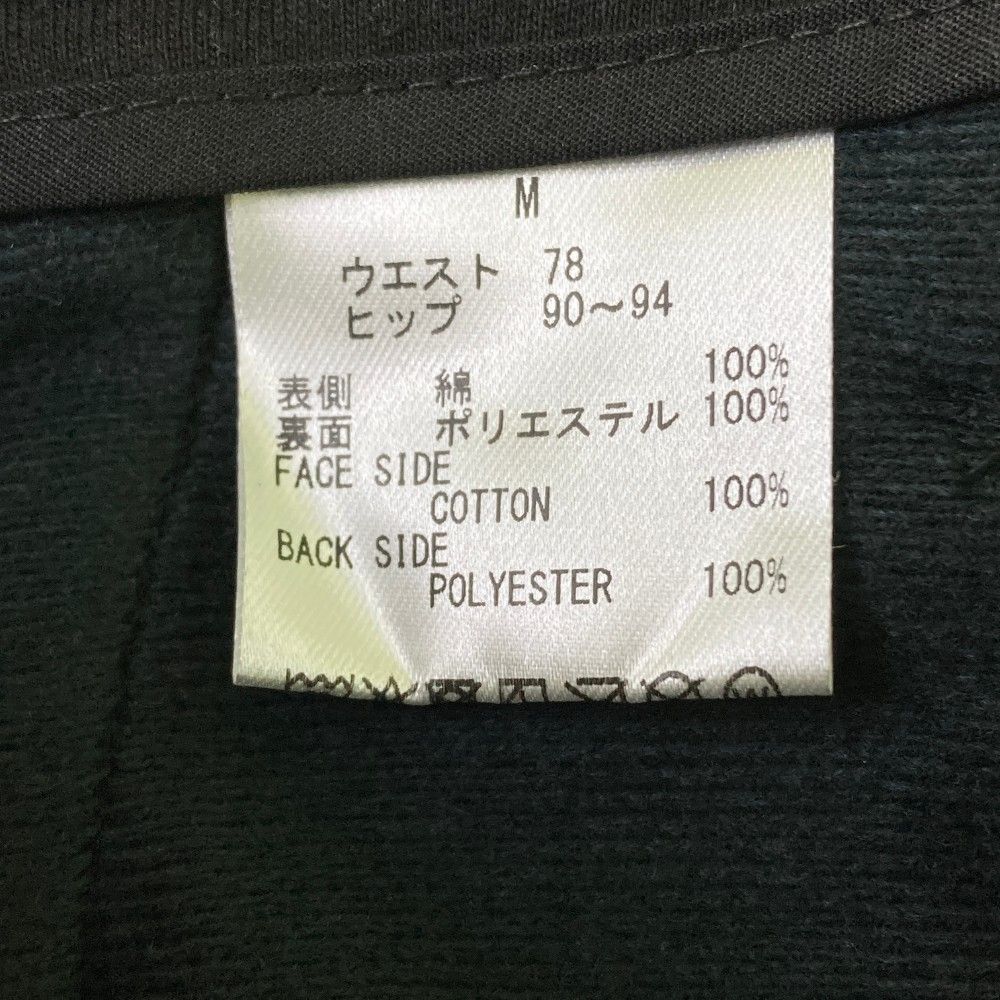 M
ウエスト 78
ヒップ 90～94
表側 綿 100%
裏面 ポリエステル 100%
FACE SIDE
COTTON 100%
BACK SIDE
POLYESTER 100%